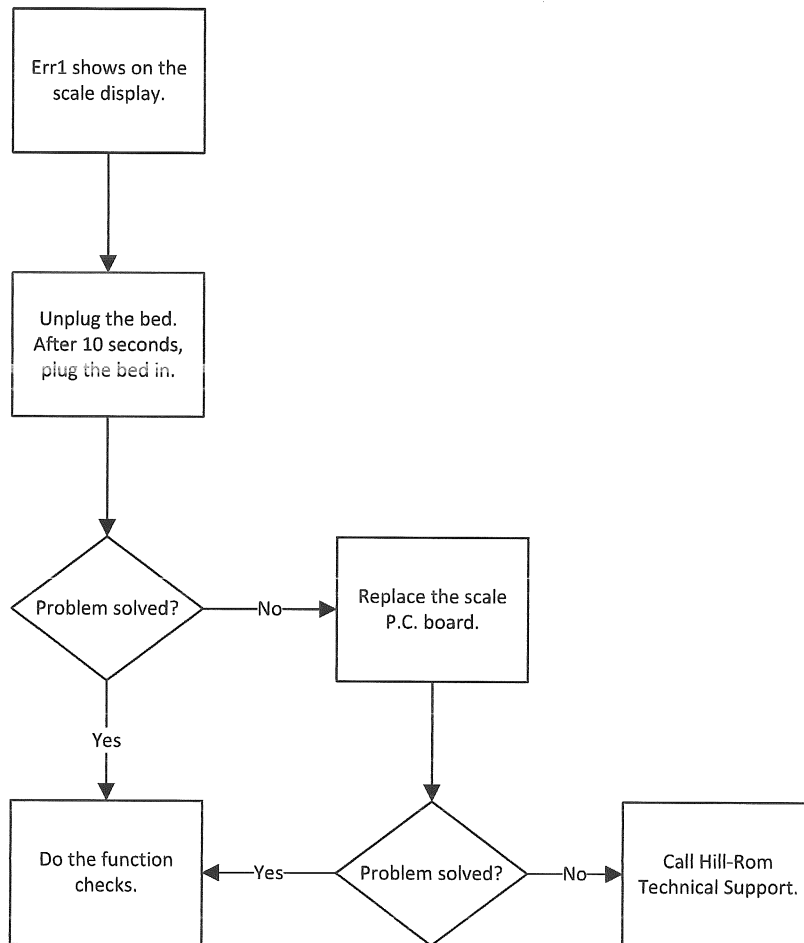 Err1 shows on the
scale display.
Unplug the bed.
After 10 seconds,
plug the bed in.
Problem solved?
No
Replace the scale
P.C. board.
Yes
Do the function
checks.
Yes
Problem solved?
No
Call Hill-Rom
Technical Support.